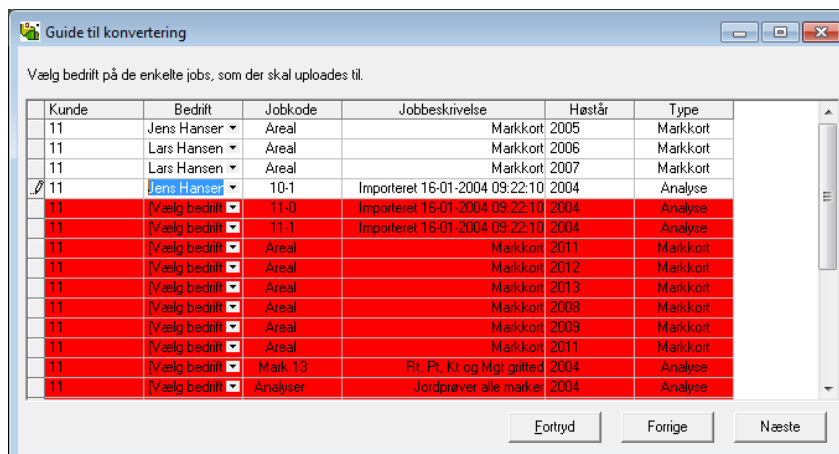 Guide til konvertering
Vælg bedrift på de enkelte jobs, som der skal uploades til.
Kunde Bedrift Jobkode Jobbeskrivelse Høstår Type
11 Jens Hanser Areal Markkort 2005 Markkort
11 Lars Hansen Areal Markkort 2006 Markkort
11 Lars Hansen Areal Markkort 2007 Markkort
11 Jens Hanser 10-1 Importeret 16-01-2004 09:22:10 2004 Analyse
11 [Vælg bedrift 11-0 Importeret 16-01-2004 09:22:10 2004 Analyse
11 [Vælg bedrift 11-1 Importeret 16-01-2004 09:22:10 2004 Analyse
11 [Vælg bedrift Areal Markkort 2011 Markkort
11 [Vælg bedrift Areal Markkort 2012 Markkort
11 [Vælg bedrift Areal Markkort 2013 Markkort
11 [Vælg bedrift Areal Markkort 2008 Markkort
11 [Vælg bedrift Areal Markkort 2009 Markkort
11 [Vælg bedrift Areal Markkort 2011 Markkort
11 [Vælg bedrift Mark 13 Rt, Pt, Kt og Mgt gritted 2004 Analyse
11 [Vælg bedrift Analyser Jordprøver alle marker 2004 Analyse
Fortryd Forrige Næste